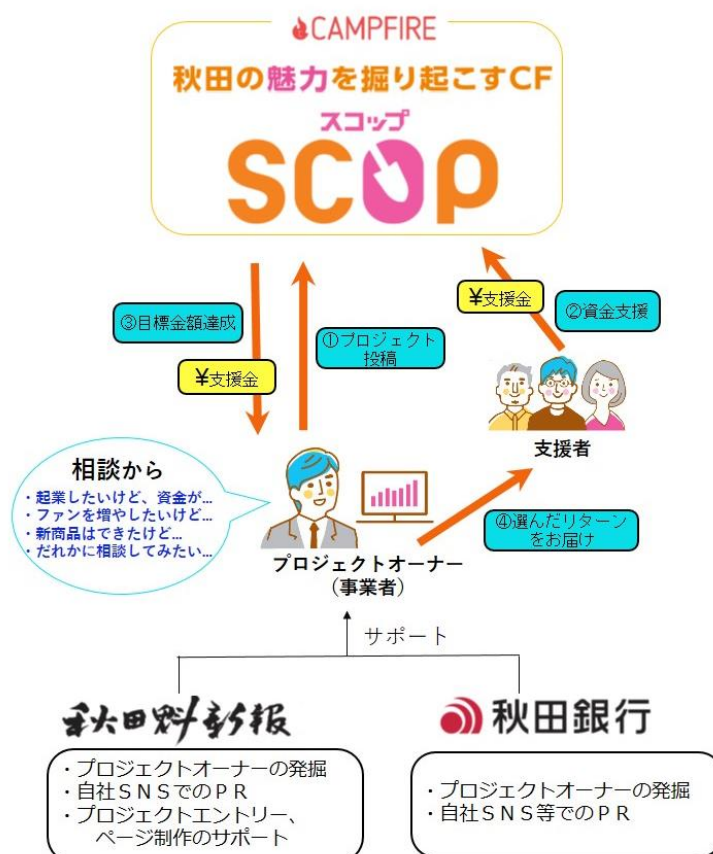 CAMPFIRE
秋田の魅力を掘り起こすCF
スコップ
SCOP
③目標金額達成
¥支援金
①プロジェクト
投稿
¥支援金
②資金支援
支援者
相談から
・起業したいけど、資金が…
・ファンを増やしたいけど…
・新商品はできたけど…
・だれかに相談してみたい…
④選んだリターン
をお届け
プロジェクトオーナー
（事業者）
サポート
秋田魁新報
・プロジェクトオーナーの発掘
・自社ＳＮＳでのＰＲ
・プロジェクトエントリー、
ページ制作のサポート
秋田銀行
・プロジェクトオーナーの発掘
・自社ＳＮＳ等でのＰＲ